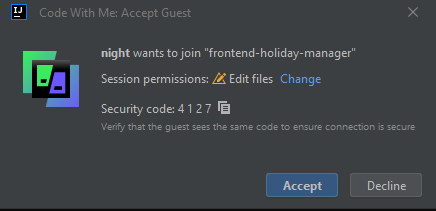 IJ Code With Me: Accept Guest
night wants to join "frontend-holiday-manager"
Session permissions: Edit files Change
Security code: 4 1 2 7
Verify that the guest sees the same code to ensure connection is secure
Accept Decline